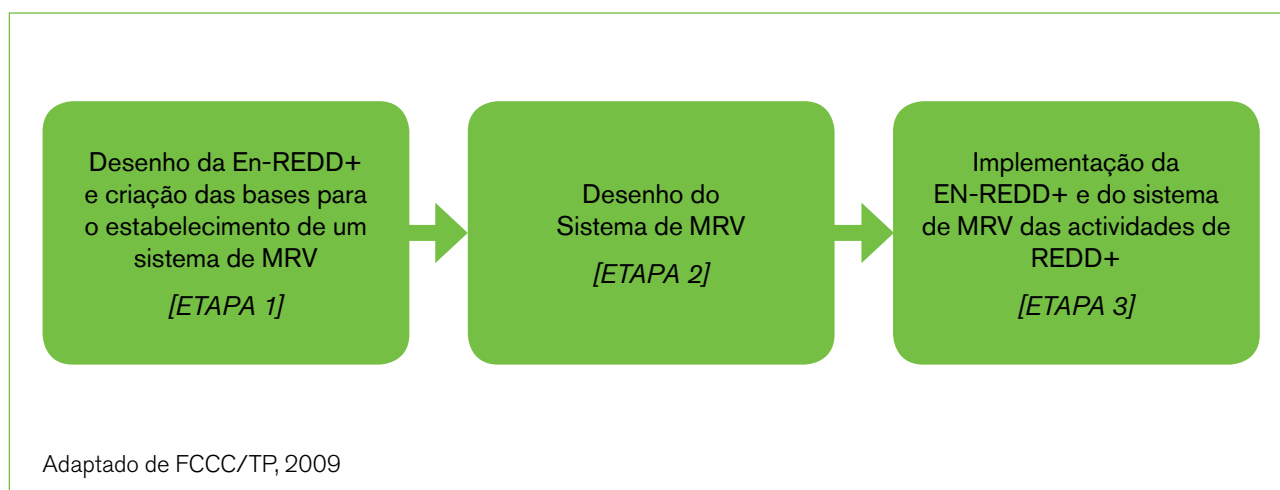 Desenho da En-REDD+
e criação das bases para
o estabelecimento de um
sistema de MRV
[ETAPA 1]
Desenho do
Sistema de MRV
[ETAPA 2]
Implementação da
EN-REDD+ e do sistema
de MRV das actividades de
REDD+
[ETAPA 3]
Adaptado de FCCC/TP, 2009